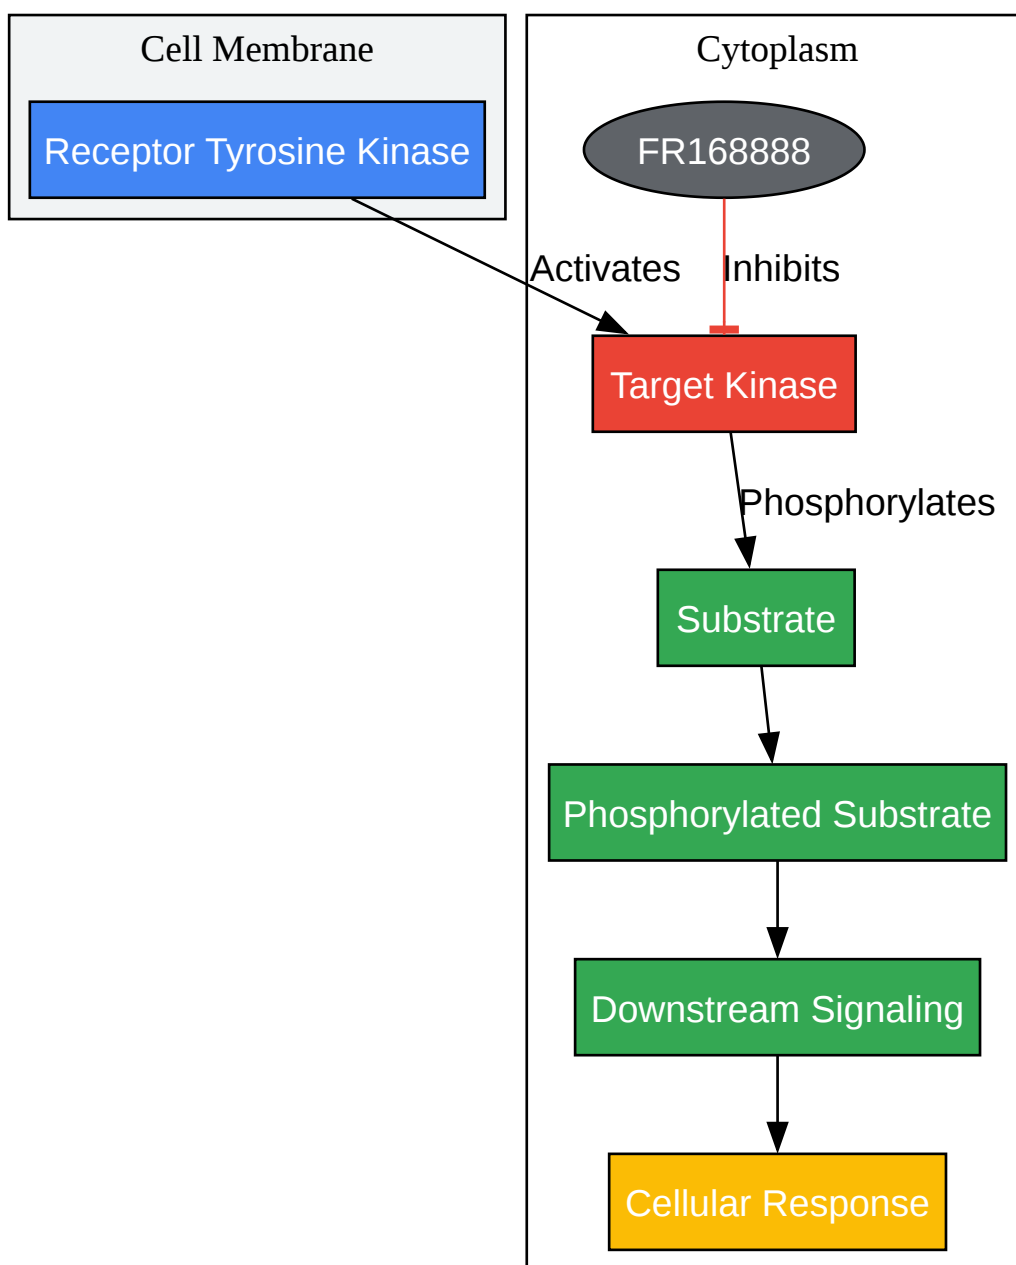 Cell Membrane
Cytoplasm
Receptor Tyrosine Kinase
FR168888
Activates
Inhibits
Target Kinase
Phosphorylates
Substrate
Phosphorylated Substrate
Downstream Signaling
Cellular Response